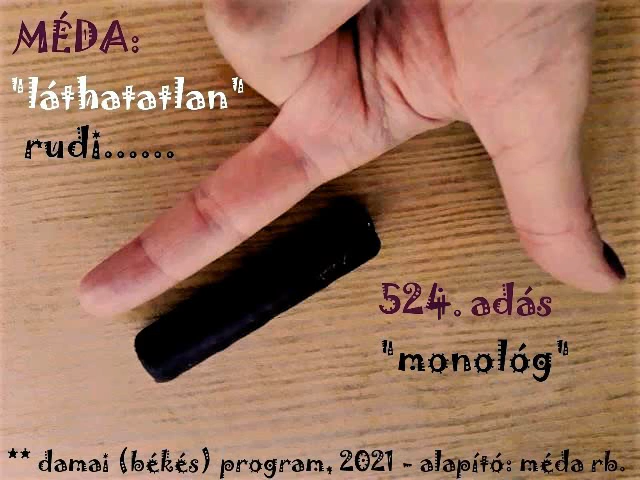 MÉDA:
"láthatatlan"
rudi......
524. adás
"monológ"
** damai (békés) program, 2021 - alapító: méda rb.